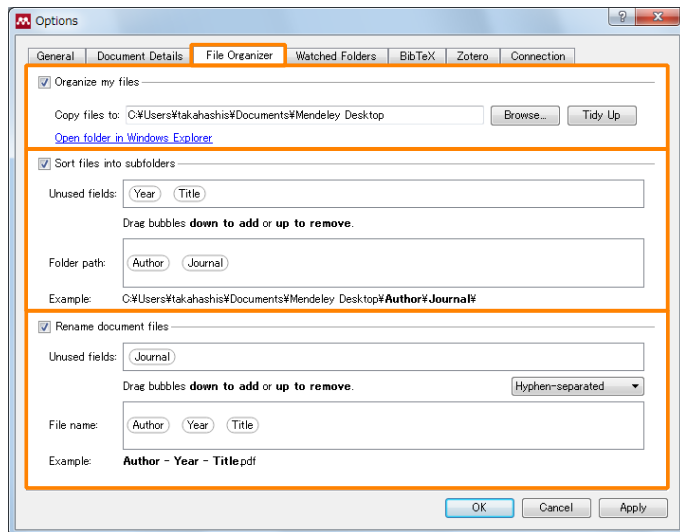 Options
General Document Details File Organizer Watched Folders BibTeX Zotero Connection
Organize my files
Copy files to: C:¥Users¥takahashis¥Documents¥Mendeley Desktop Browse... Tidy Up
Open folder in Windows Explorer
Sort files into subfolders
Unused fields: Year Title
Drag bubbles down to add or up to remove.
Folder path: Author Journal
Example: C:¥Users¥takahashis¥Documents¥Mendeley Desktop¥Author¥Journal¥
Rename document files
Unused fields: Journal
Drag bubbles down to add or up to remove. Hyphen-separated
File name: Author Year Title
Example: Author - Year - Title.pdf
OK Cancel Apply